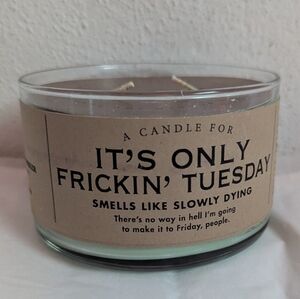 A CANDLE FOR
IT'S ONLY
FRICKIN' TUESDAY
SMELLS LIKE SLOWLY DYING
There's no way in hell I'm going
to make it to Friday, people.